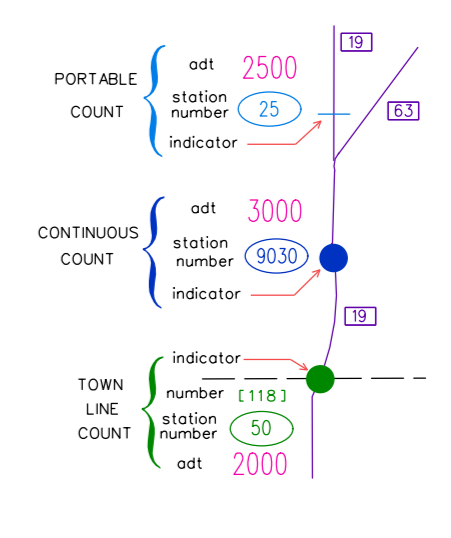 19
adt 2500
PORTABLE
station
number 25
COUNT
63
indicator
adt 3000
CONTINUOUS
station
number 9030
COUNT
indicator
19
indicator
TOWN
number [118]
LINE
station
number 50
COUNT
adt 2000